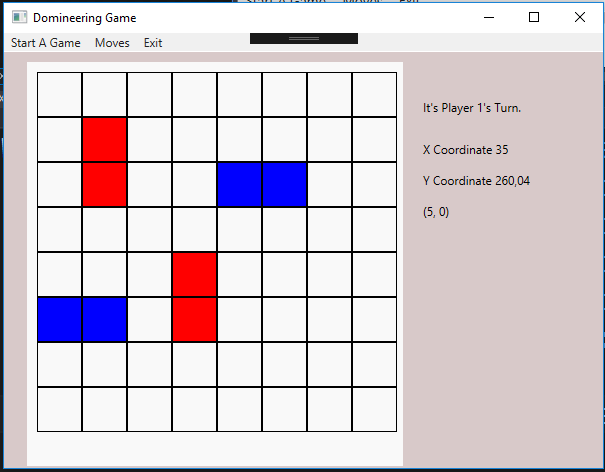 Domineering Game
Start A Game Moves Exit
It's Player 1's Turn.
X Coordinate 35
Y Coordinate 260,04
(5, 0)